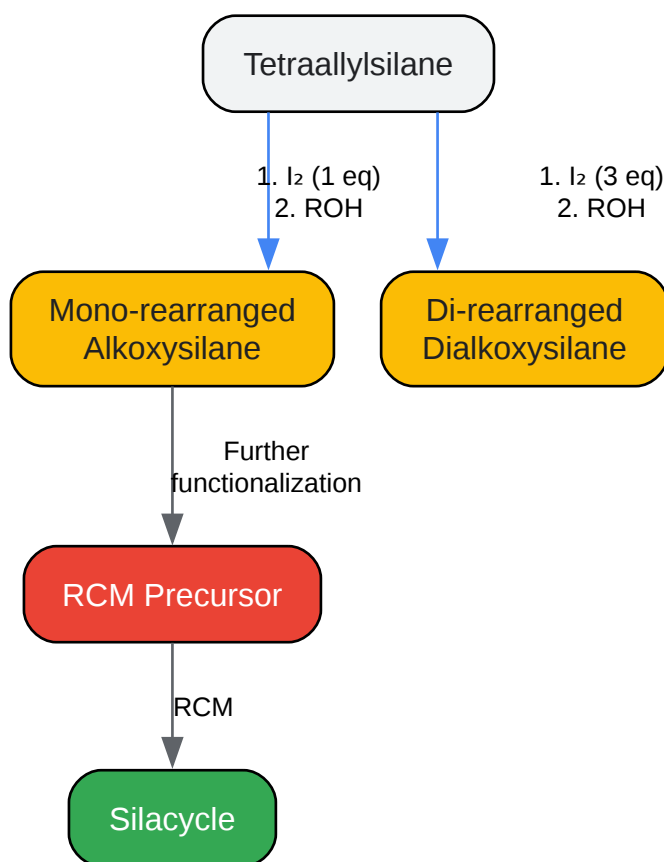 Tetraallylsilane
1. I₂ (1 eq)
2. ROH
1. I₂ (3 eq)
2. ROH
Mono-rearranged
Alkoxysilane
Di-rearranged
Dialkoxysilane
Further
functionalization
RCM Precursor
RCM
Silacycle